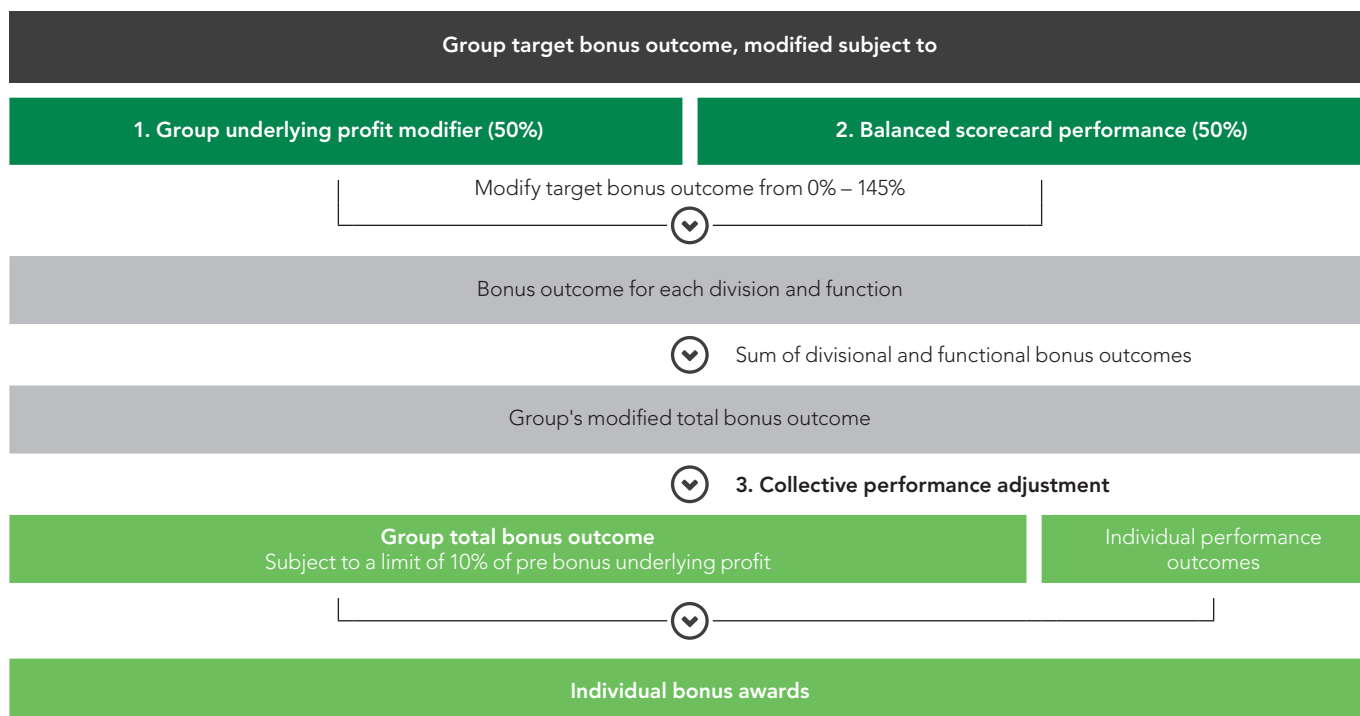 Group target bonus outcome, modified subject to
1. Group underlying profit modifier (50%)
2. Balanced scorecard performance (50%)
Modify target bonus outcome from 0% – 145%
Bonus outcome for each division and function
Sum of divisional and functional bonus outcomes
Group's modified total bonus outcome
3. Collective performance adjustment
Group total bonus outcome
Subject to a limit of 10% of pre bonus underlying profit
Individual performance
outcomes
Individual bonus awards